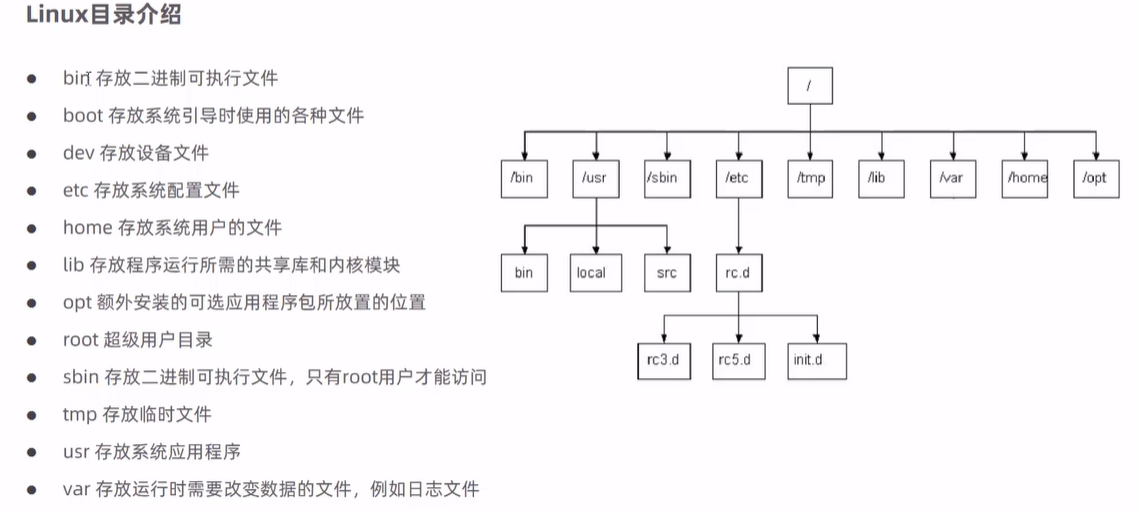 Linux目录介绍
bin 存放二进制可执行文件
boot 存放系统引导时使用的各种文件
dev 存放设备文件
etc 存放系统配置文件
home 存放系统用户的文件
lib 存放程序运行所需的共享库和内核模块
opt 额外安装的可选应用程序包所放置的位置
root 超级用户目录
sbin 存放二进制可执行文件，只有root用户才能访问
tmp 存放临时文件
usr 存放系统应用程序
var 存放运行时需要改变数据的文件，例如日志文件
/
/bin /usr /sbin /etc /tmp /lib /var /home /opt
bin local src rc.d
rc3.d rc5.d init.d